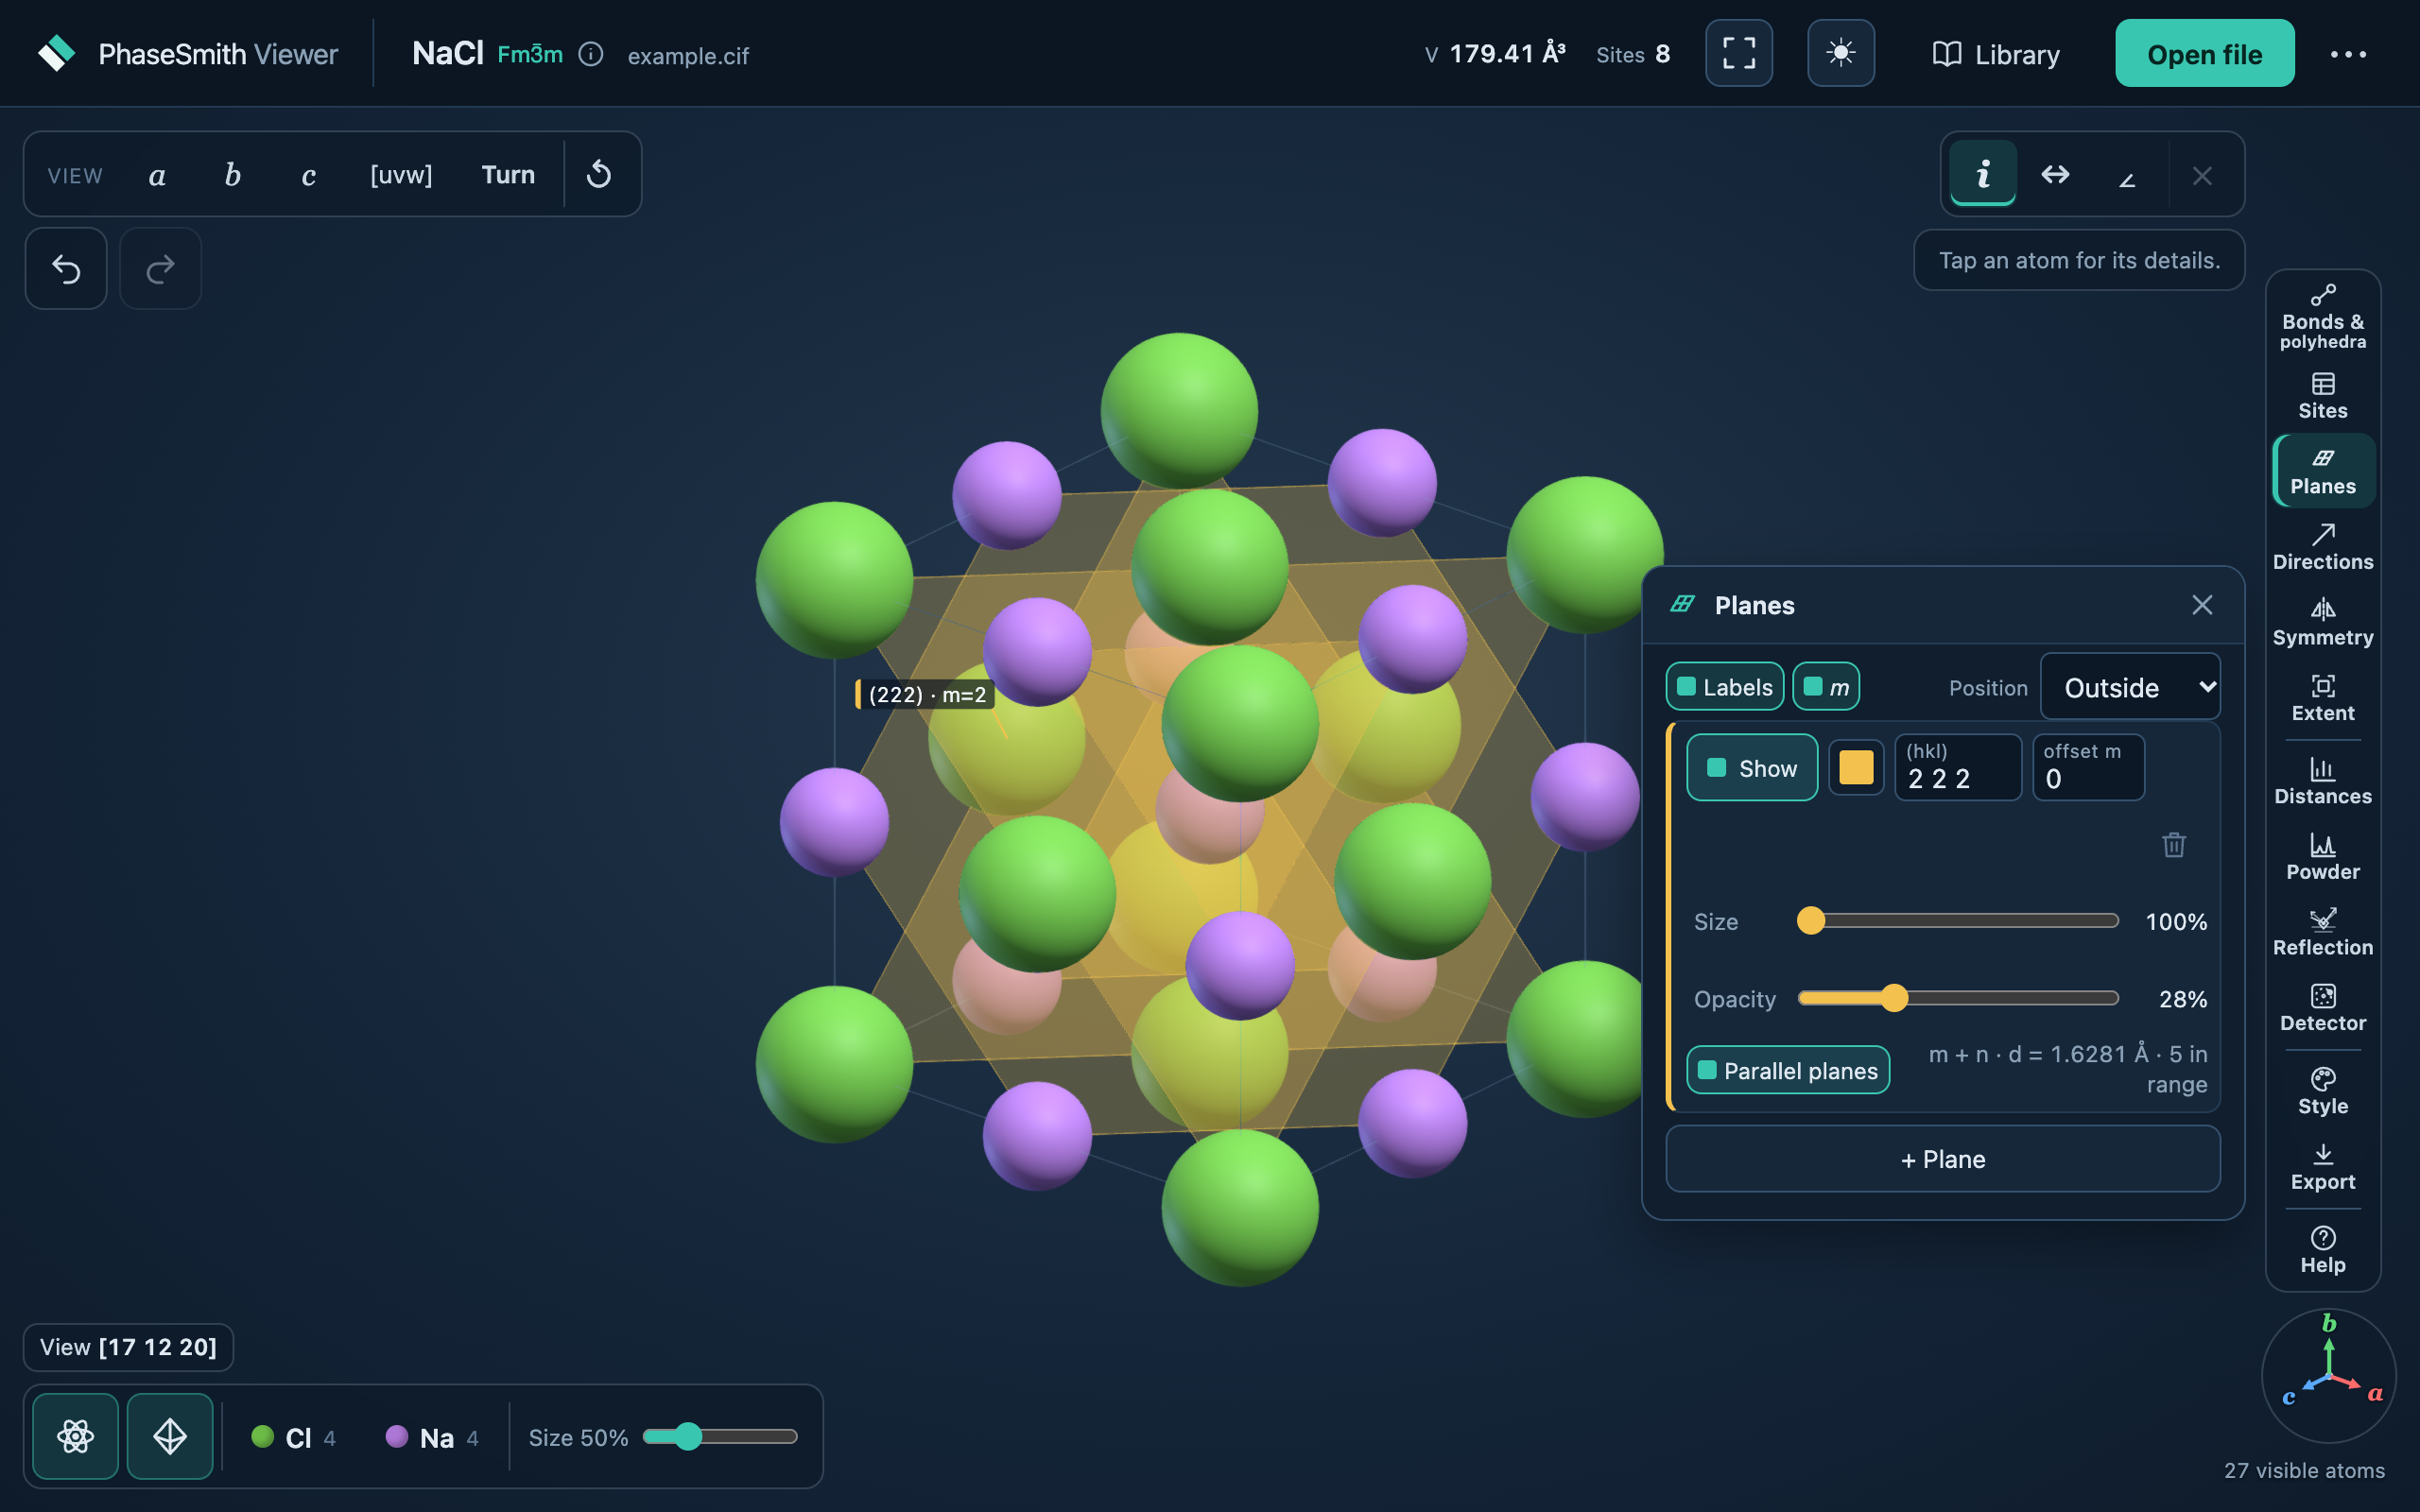 PhaseSmith Viewer
NaCl Fm3̄m
example.cif
V 179.41 Å³
Sites 8
Library
Open file
VIEW a b c [uvw] Turn
i
Tap an atom for its details.
Bonds & polyhedra
Sites
Planes
Directions
Symmetry
Extent
Distances
Powder
Reflection
Detector
Style
Export
Help
(222) · m=2
Planes
Labels m Position Outside
Show (hkl) 2 2 2 offset m 0
Size 100%
Opacity 28%
Parallel planes m + n · d = 1.6281 Å · 5 in
range
+ Plane
View [17 12 20]
Cl 4 Na 4 Size 50%
b
c a
27 visible atoms